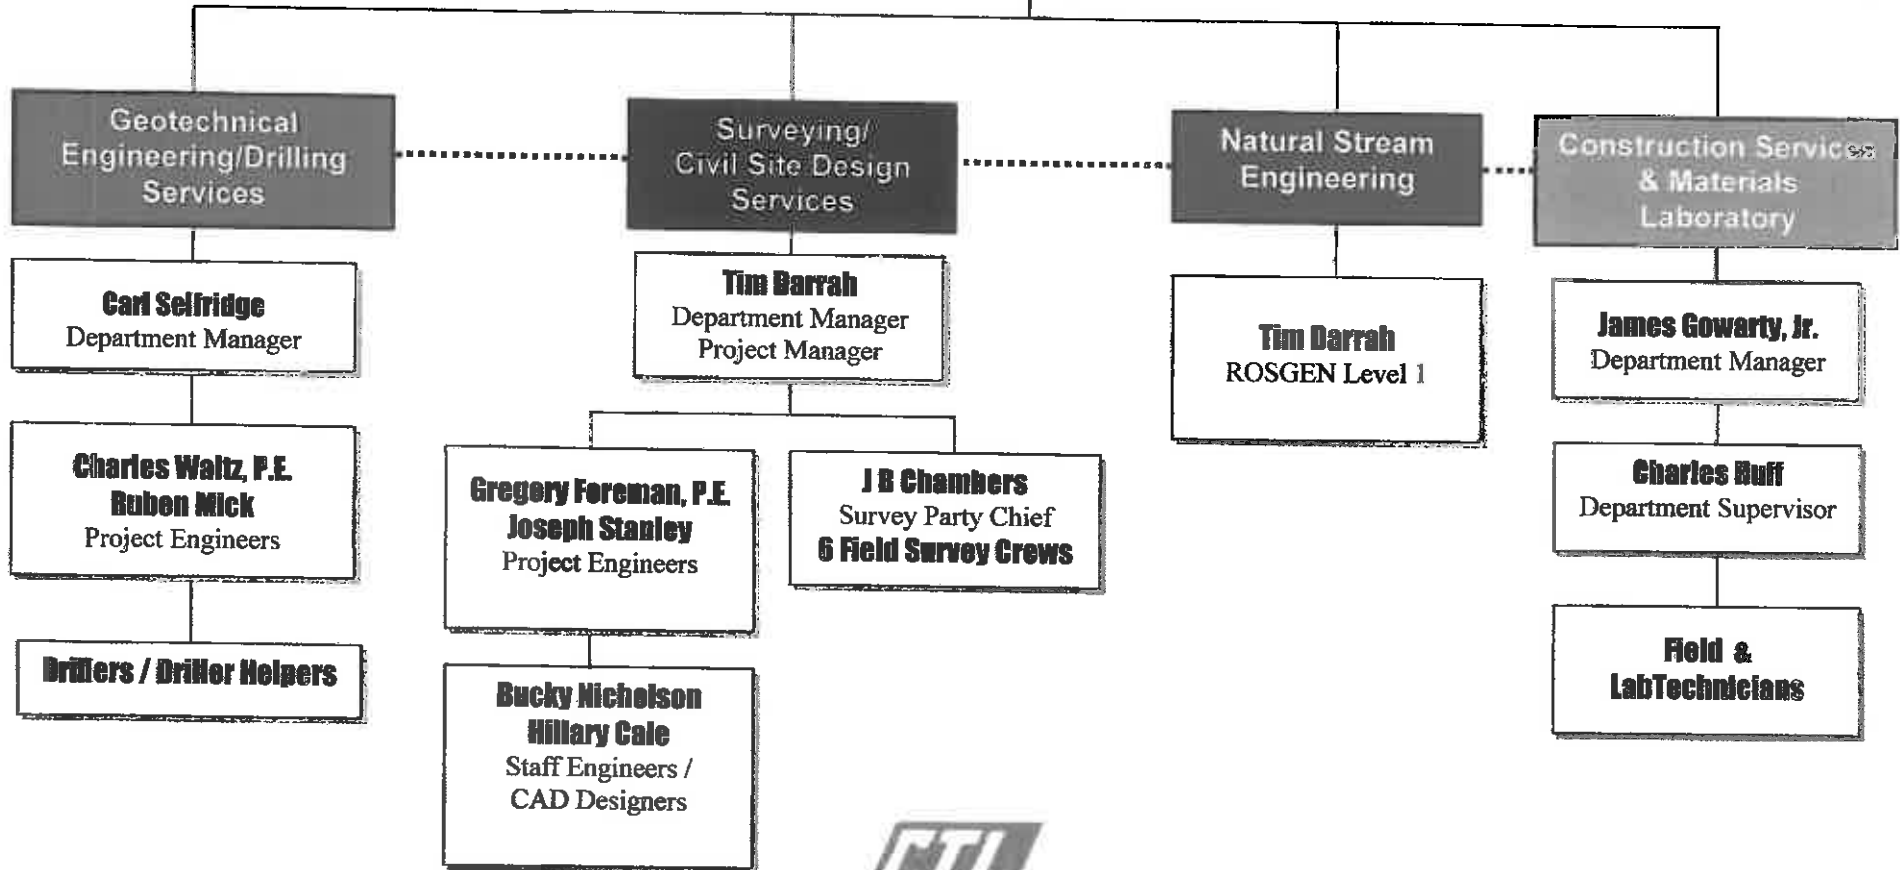 Geotechnical
Engineering/Drilling
Services
Surveying/
Civil Site Design
Services
Natural Stream
Engineering
Construction Services
& Materials
Laboratory
Carl Selfridge
Department Manager
Charles Waltz, P.E.
Ruben Mick
Project Engineers
Drillers / Driller Helpers
Tim Darrah
Department Manager
Project Manager
Gregory Foreman, P.E.
Joseph Stanley
Project Engineers
J B Chambers
Survey Party Chief
6 Field Survey Crews
Bucky Nicholson
Hillary Cale
Staff Engineers /
CAD Designers
Tim Darrah
ROSGEN Level 1
James Gowarty, Jr.
Department Manager
Charles Huff
Department Supervisor
Field &
LabTechnicians
CTL